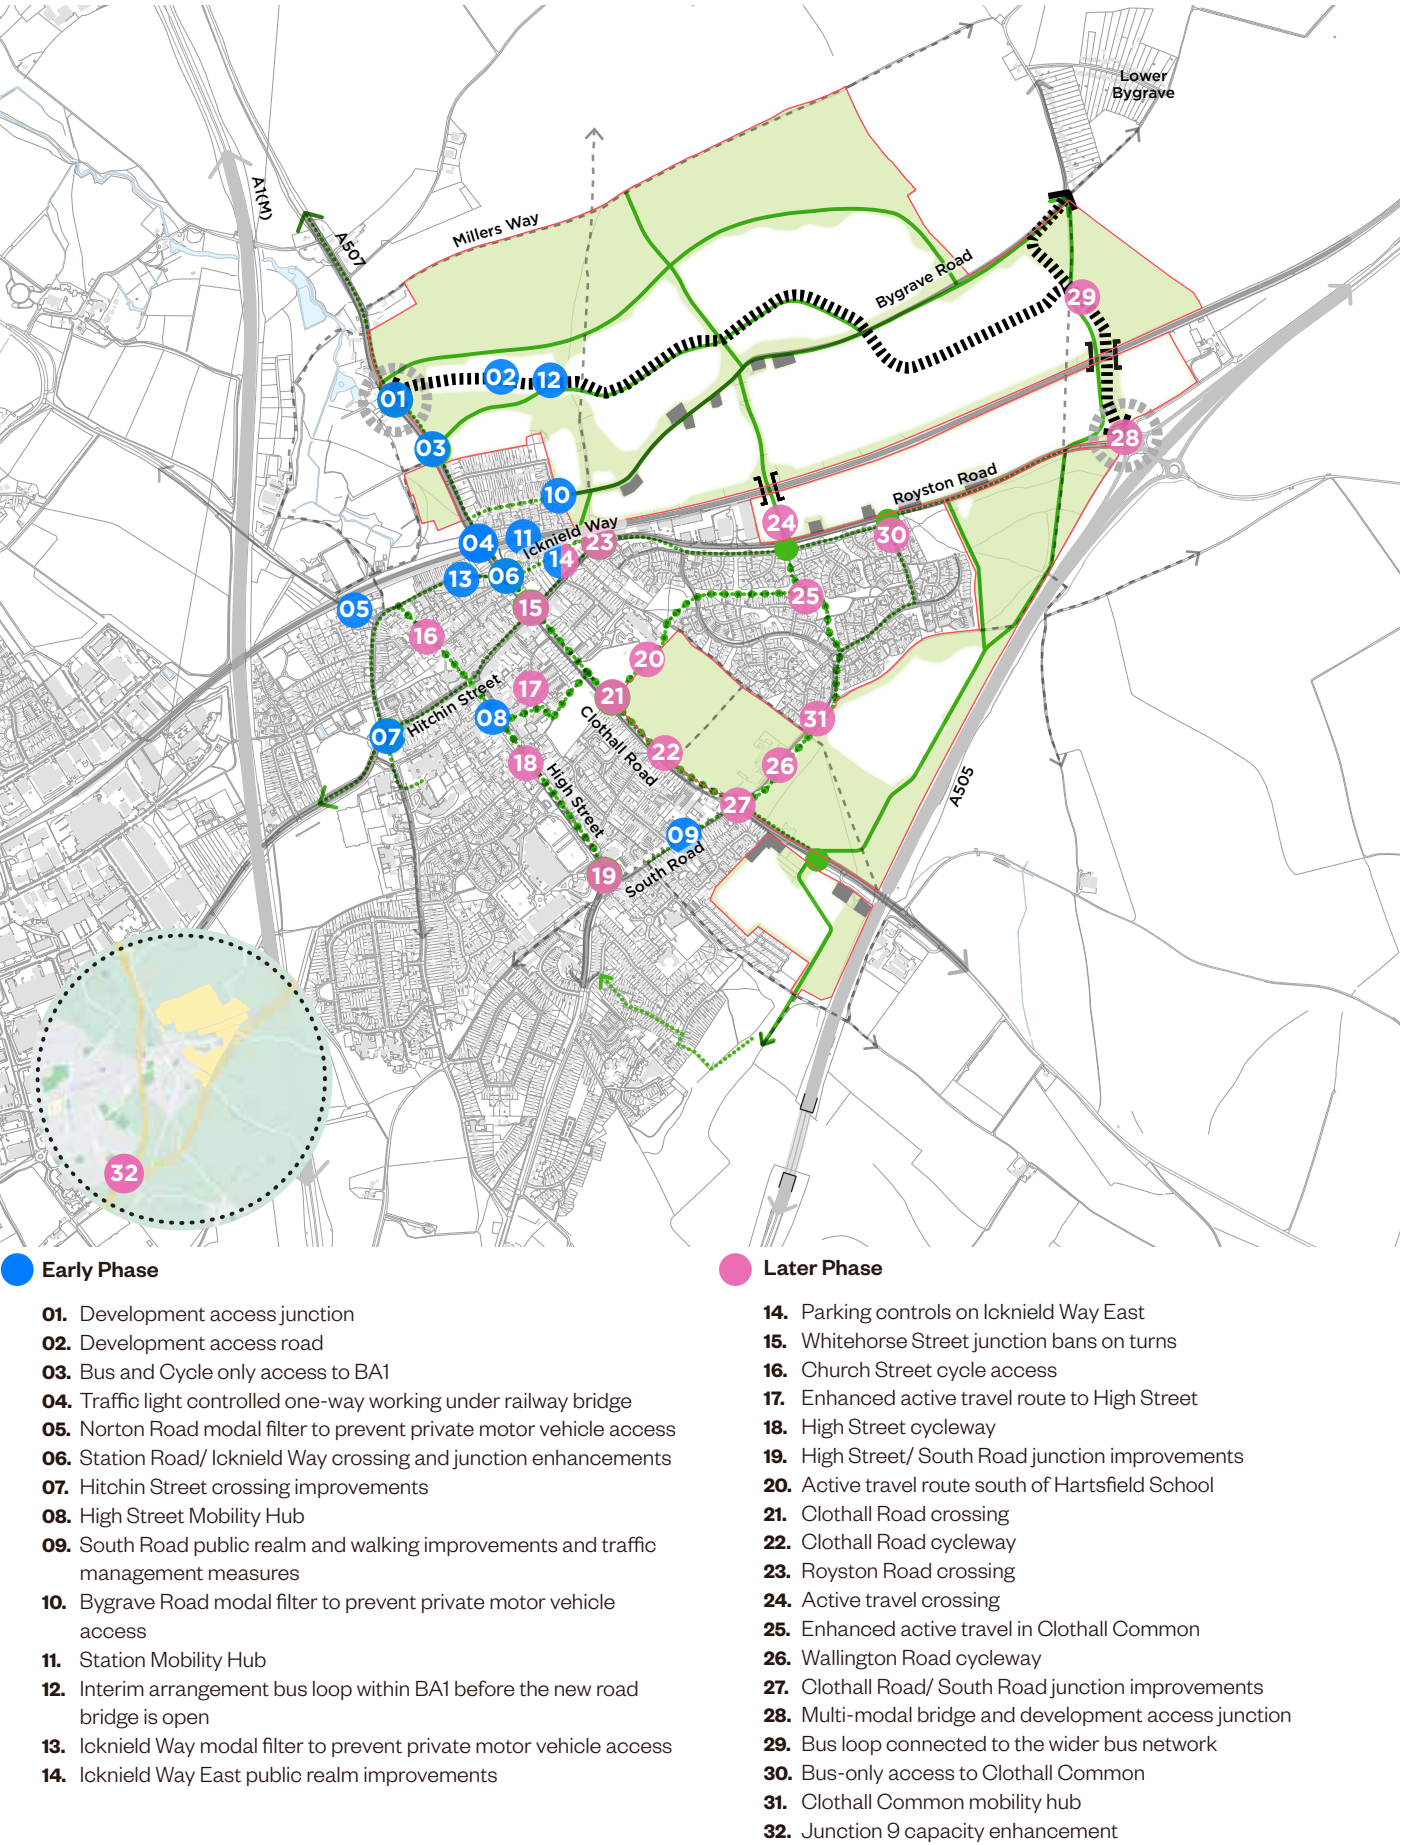 Lower
Bygrave
A1(M)
A507
Millers Way
Bygrave Road
29
02
12
01
03
28
10
Royston Road
24
30
04
11
Icknield Way
23
14
13
06
25
05
15
16
20
17
21
Hitchin Street
08
Clothall Road
31
07
22
18
26
High Street
A505
27
09
South Road
19
32
Early Phase
01. Development access junction
02. Development access road
03. Bus and Cycle only access to BA1
04. Traffic light controlled one-way working under railway bridge
05. Norton Road modal filter to prevent private motor vehicle access
06. Station Road/ Icknield Way crossing and junction enhancements
07. Hitchin Street crossing improvements
08. High Street Mobility Hub
09. South Road public realm and walking improvements and traffic
management measures
10. Bygrave Road modal filter to prevent private motor vehicle
access
11. Station Mobility Hub
12. Interim arrangement bus loop within BA1 before the new road
bridge is open
13. Icknield Way modal filter to prevent private motor vehicle access
14. Icknield Way East public realm improvements
Later Phase
14. Parking controls on Icknield Way East
15. Whitehorse Street junction bans on turns
16. Church Street cycle access
17. Enhanced active travel route to High Street
18. High Street cycleway
19. High Street/ South Road junction improvements
20. Active travel route south of Hartsfield School
21. Clothall Road crossing
22. Clothall Road cycleway
23. Royston Road crossing
24. Active travel crossing
25. Enhanced active travel in Clothall Common
26. Wallington Road cycleway
27. Clothall Road/ South Road junction improvements
28. Multi-modal bridge and development access junction
29. Bus loop connected to the wider bus network
30. Bus-only access to Clothall Common
31. Clothall Common mobility hub
32. Junction 9 capacity enhancement